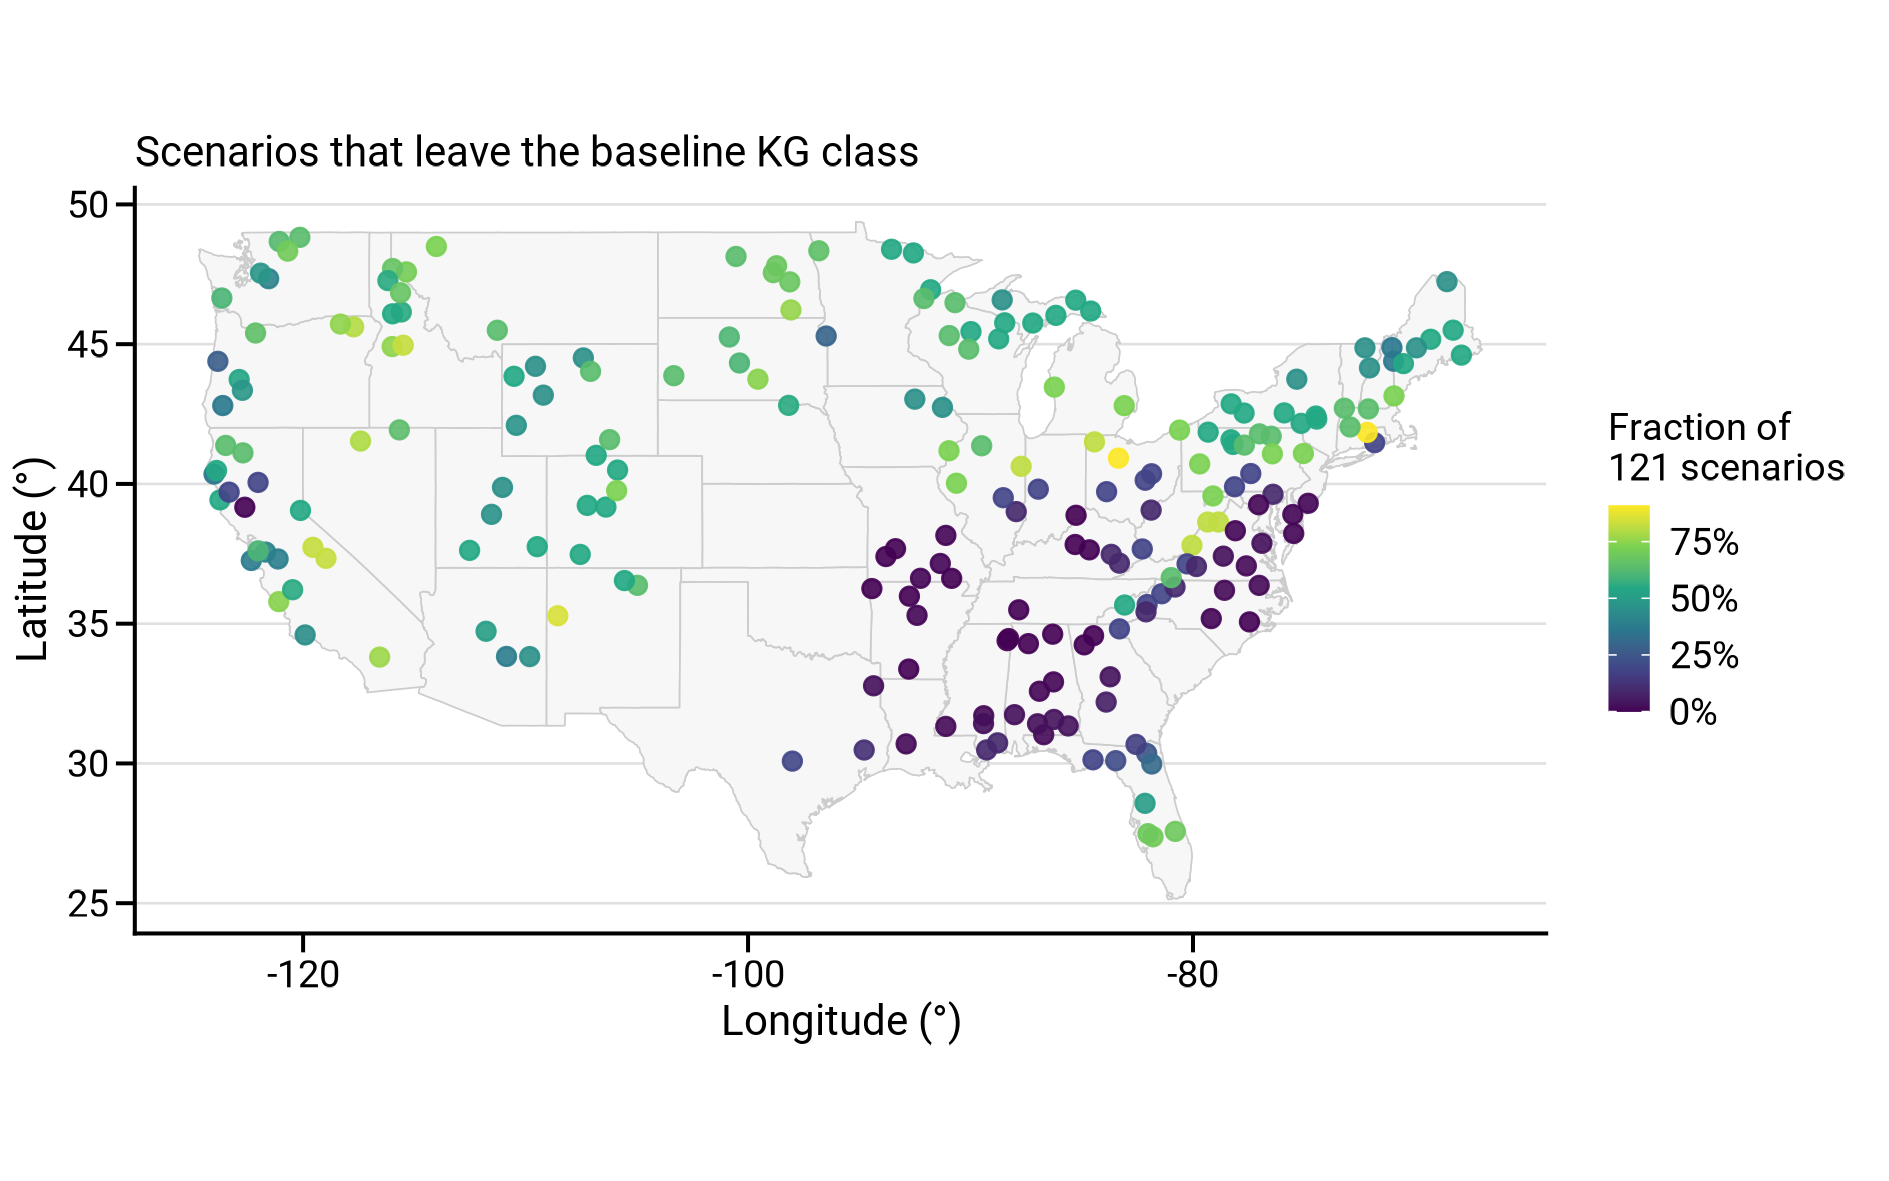 Scenarios that leave the baseline KG class
50
45
40
35
30
25
Latitude (°)
-120
-100
-80
Longitude (°)
Fraction of
121 scenarios
75%
50%
25%
0%